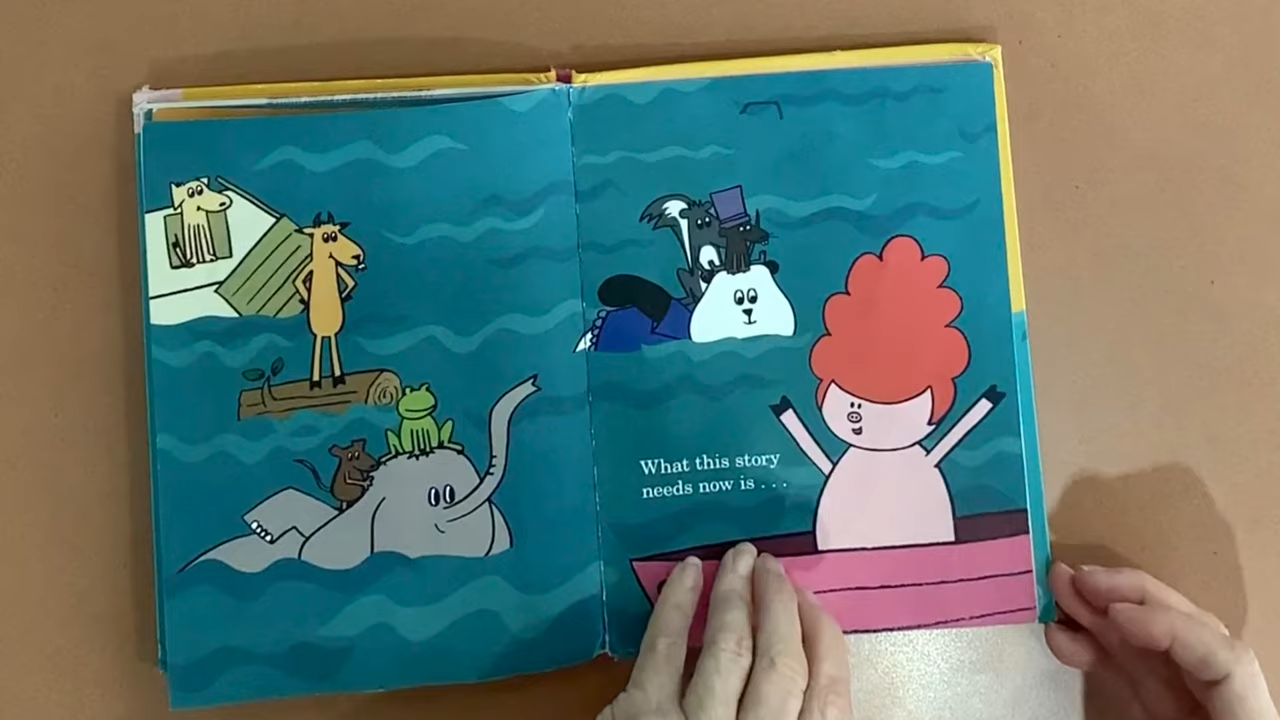 What this story
needs now is . . .